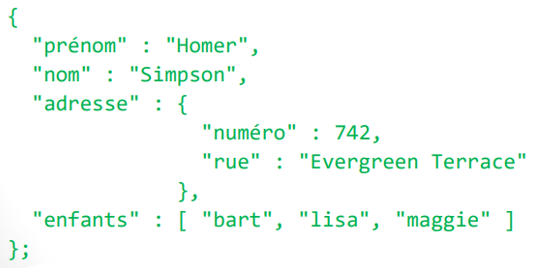 {
"prénom" : "Homer",
"nom" : "Simpson",
"adresse" : {
"numéro" : 742,
"rue" : "Evergreen Terrace"
},
"enfants" : [ "bart", "lisa", "maggie" ]
};